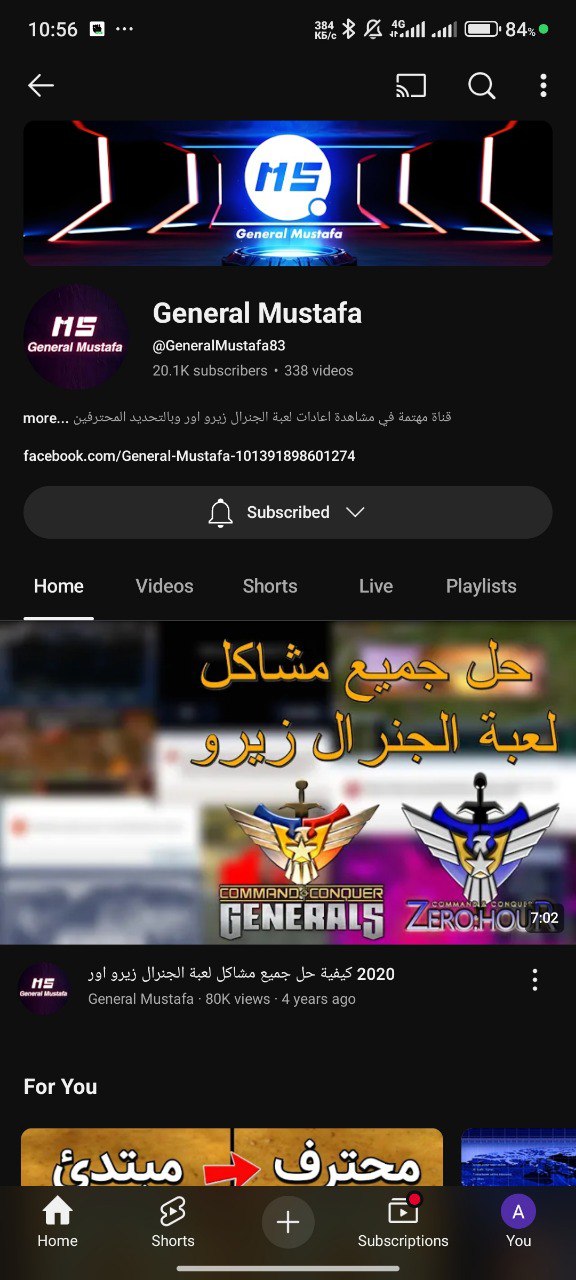 10:56
384
КБ/с
4G
84%
MS
General Mustafa
MS
General Mustafa
General Mustafa
@GeneralMustafa83
20.1K subscribers • 338 videos
قناة مهتمة في مشاهدة اعادات لعبة الجنرال زيرو اور وبالتحديد المحترفين ...more
facebook.com/General-Mustafa-101391898601274
Subscribed
Home Videos Shorts Live Playlists
حل جميع مشاكل
لعبة الجنرال زيرو
COMMAND & CONQUER
GENERALS
COMMAND & CONQUER
ZERO:HOUR
7:02
MS
General Mustafa
كيفية حل جميع مشاكل لعبة الجنرال زيرو اور 2020
General Mustafa · 80K views · 4 years ago
For You
محترف
مبتدئ
A
Home Shorts Subscriptions You